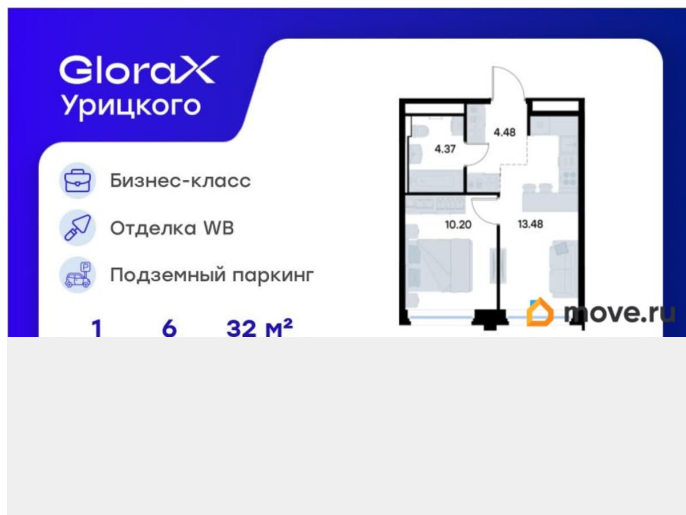 GloraX
Урицкого
Бизнес-класс
Отделка WB
Подземный паркинг
1 6 32 м²
4.48
4.37
10.20 13.48
move.ru